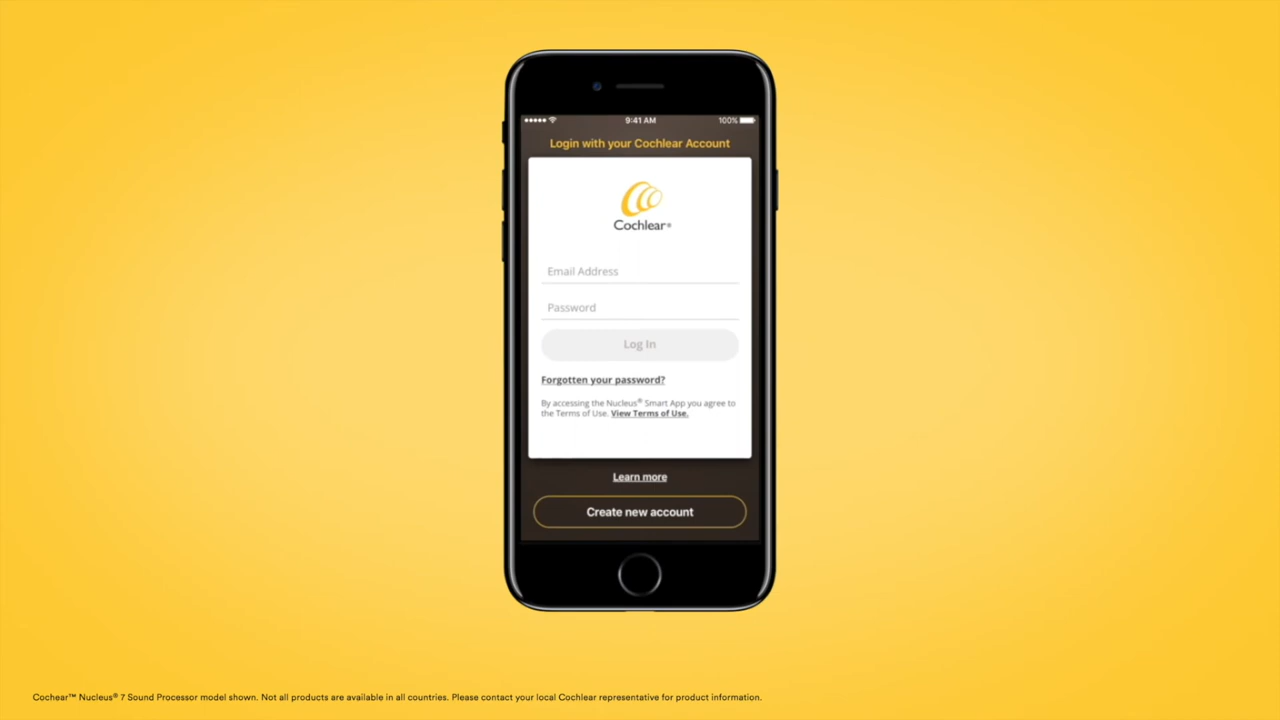 9:41 AM
100%
Login with your Cochlear Account
Cochlear®
Email Address
Password
Log In
Forgotten your password?
By accessing the Nucleus® Smart App you agree to
the Terms of Use. View Terms of Use.
Learn more
Create new account
Cochear™ Nucleus® 7 Sound Processor model shown. Not all products are available in all countries. Please contact your local Cochlear representative for product information.